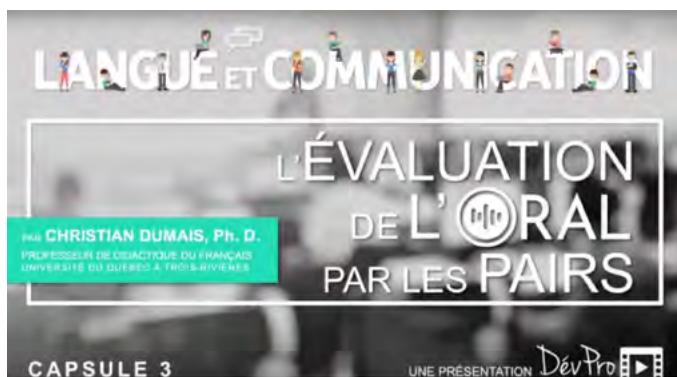 LANGUE ET COMMUNICATION
L'ÉVALUATION
DE L'ORAL
PAR LES PAIRS
PAR CHRISTIAN DUMAIS, Ph. D.
PROFESSEUR DE DIDACTIQUE DU FRANÇAIS
UNIVERSITÉ DU QUÉBEC À TROIS-RIVIÈRES
CAPSULE 3
UNE PRÉSENTATION DévPro